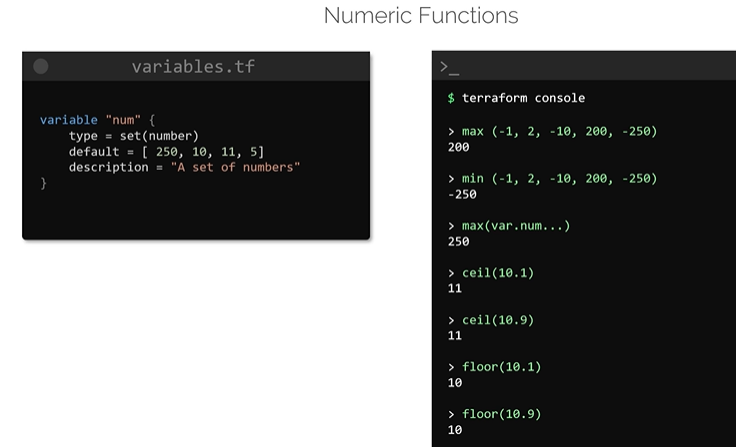 Numeric Functions
variables.tf
variable "num" {
    type = set(number)
    default = [ 250, 10, 11, 5]
    description = "A set of numbers"
}
>_
$ terraform console
> max (-1, 2, -10, 200, -250)
200
> min (-1, 2, -10, 200, -250)
-250
> max(var.num...)
250
> ceil(10.1)
11
> ceil(10.9)
11
> floor(10.1)
10
> floor(10.9)
10